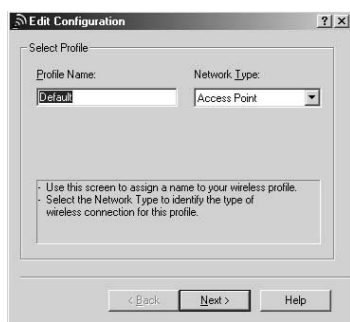 Edit Configuration
Select Profile
Profile Name: Network Type:
Default Access Point
- Use this screen to assign a name to your wireless profile.
- Select the Network Type to identify the type of
wireless connection for this profile.
< Back Next > Help